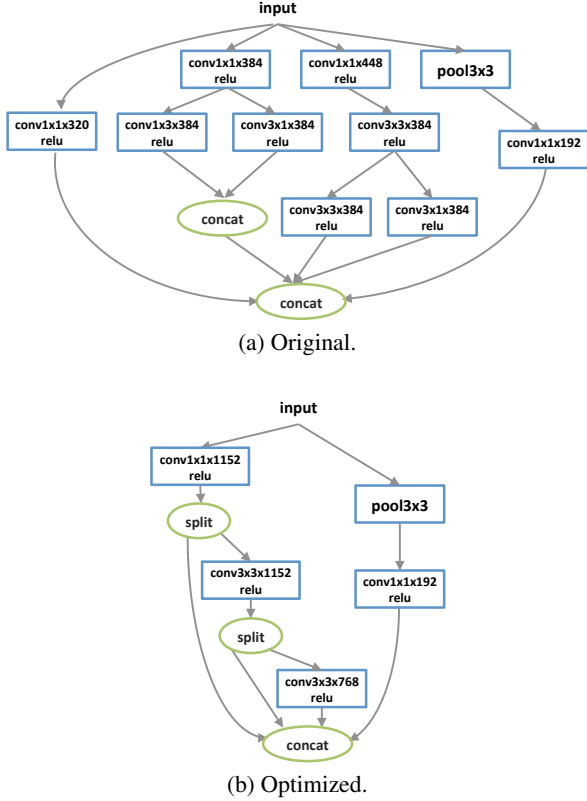 input
conv1x1x384
relu
conv1x1x448
relu
pool3x3
conv1x1x320
relu
conv1x3x384
relu
conv3x1x384
relu
conv3x3x384
relu
conv1x1x192
relu
concat
conv3x3x384
relu
conv3x1x384
relu
concat
(a) Original.
input
conv1x1x1152
relu
pool3x3
split
conv3x3x1152
relu
conv1x1x192
relu
split
conv3x3x768
relu
concat
(b) Optimized.